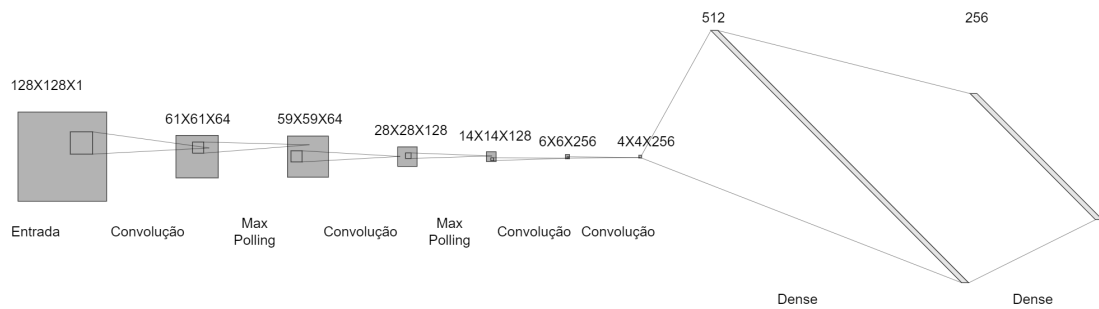 512
256
128X128X1
61X61X64
59X59X64
28X28X128
14X14X128
6X6X256
4X4X256
Entrada
Convolução
Max
Polling
Convolução
Max
Polling
Convolução
Convolução
Dense
Dense